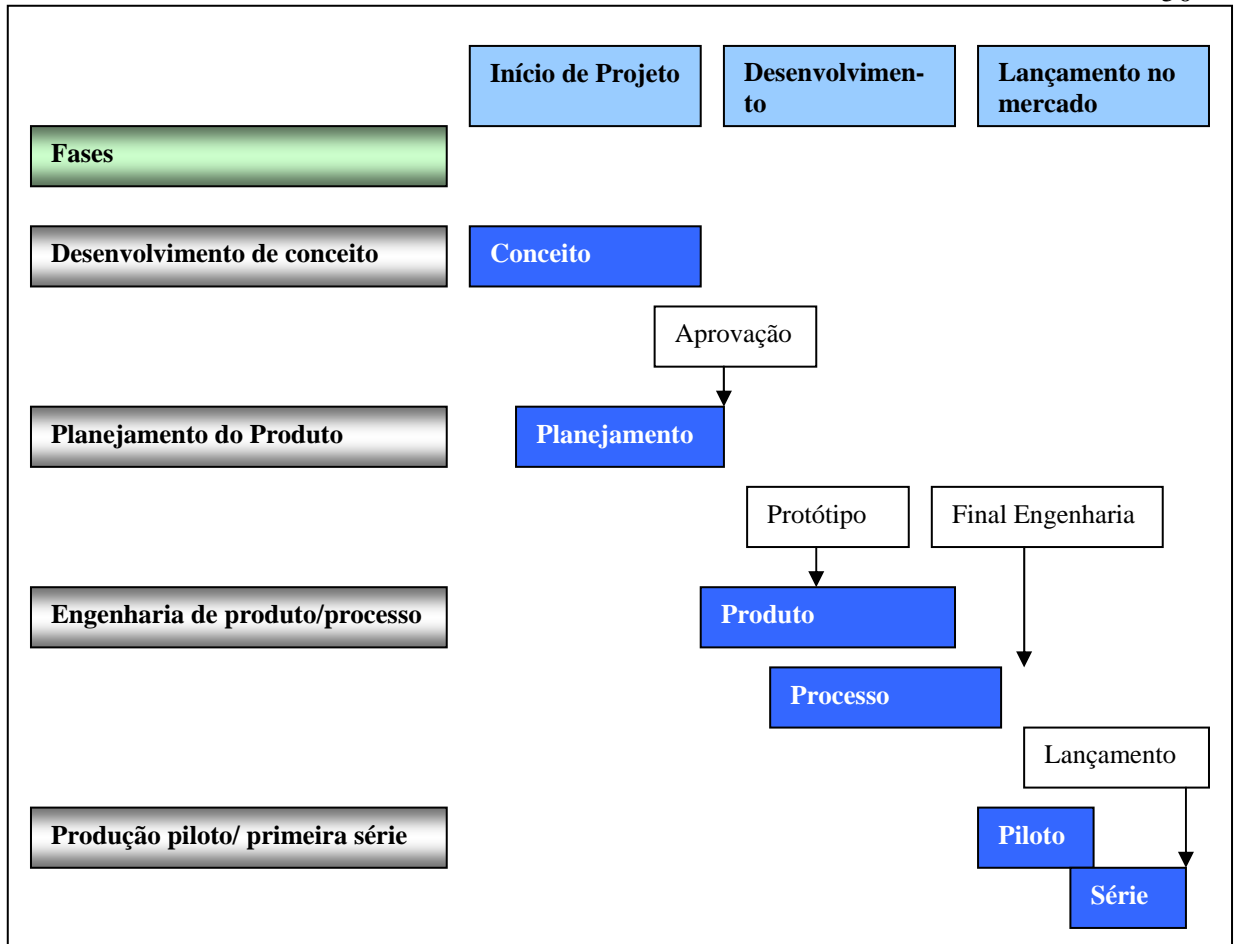 Início de Projeto
Desenvolvimen-
to
Lançamento no
mercado
Fases
Desenvolvimento de conceito
Conceito
Aprovação
Planejamento do Produto
Planejamento
Protótipo
Final Engenharia
Engenharia de produto/processo
Produto
Processo
Lançamento
Produção piloto/ primeira série
Piloto
Série